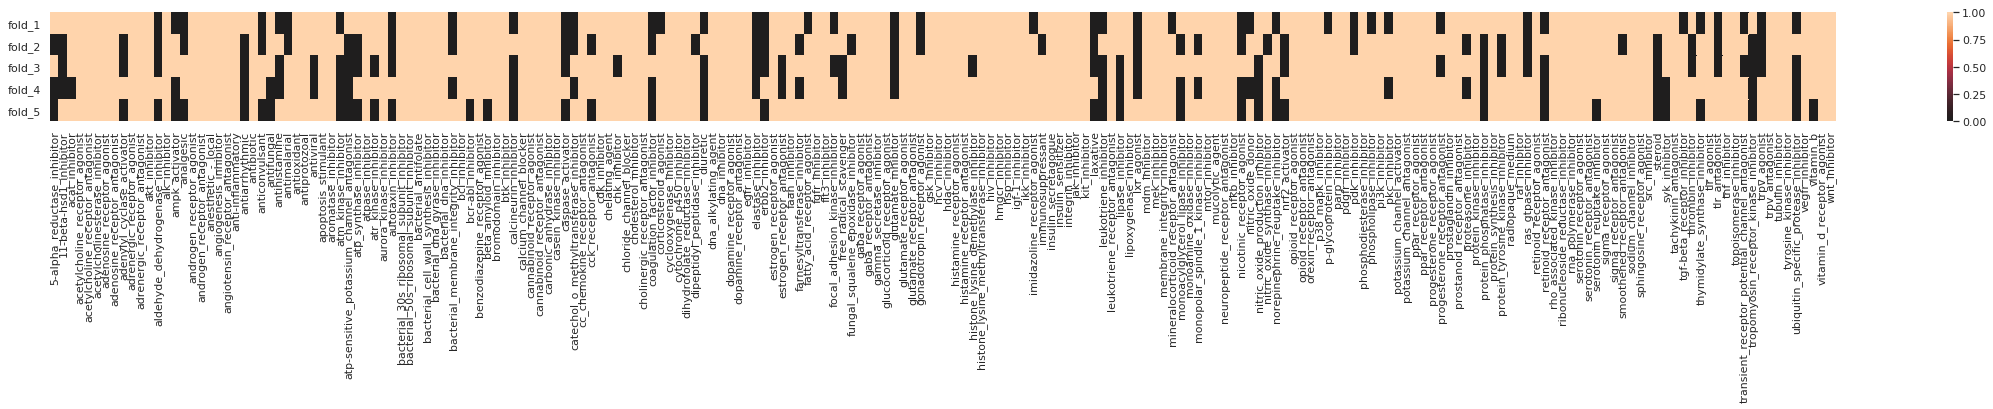 fold_1
fold_2
fold_3
fold_4
fold_5
1.00
0.75
0.50
0.25
0.00
5-alpha_reductase_inhibitor
11-beta-hsd1_inhibitor
acat_inhibitor
acetylcholine_receptor_agonist
acetylcholine_receptor_antagonist
acetylcholinesterase_inhibitor
adenosine_receptor_agonist
adenosine_receptor_antagonist
adenylyl_cyclase_activator
adrenergic_receptor_agonist
adrenergic_receptor_antagonist
akt_inhibitor
aldehyde_dehydrogenase_inhibitor
alk_inhibitor
ampk_activator
analgesic
androgen_receptor_agonist
androgen_receptor_antagonist
anesthetic_-_local
angiogenesis_inhibitor
angiotensin_receptor_antagonist
anti-inflammatory
antiarrhythmic
antibiotic
anticonvulsant
antifungal
antihistamine
antimalarial
antioxidant
antiprotozoal
antiviral
apoptosis_stimulant
aromatase_inhibitor
atm_kinase_inhibitor
atp-sensitive_potassium_channel_antagonist
atp_synthase_inhibitor
atpase_inhibitor
atr_kinase_inhibitor
aurora_kinase_inhibitor
autotaxin_inhibitor
bacterial_30s_ribosomal_subunit_inhibitor
bacterial_50s_ribosomal_subunit_inhibitor
bacterial_antifolate
bacterial_cell_wall_synthesis_inhibitor
bacterial_dna_gyrase_inhibitor
bacterial_dna_inhibitor
bacterial_membrane_integrity_inhibitor
bcl_inhibitor
bcr-abl_inhibitor
benzodiazepine_receptor_agonist
beta_amyloid_inhibitor
bromodomain_inhibitor
btk_inhibitor
calcineurin_inhibitor
calcium_channel_blocker
cannabinoid_receptor_agonist
cannabinoid_receptor_antagonist
carbonic_anhydrase_inhibitor
casein_kinase_inhibitor
caspase_activator
catechol_o_methyltransferase_inhibitor
cc_chemokine_receptor_antagonist
cck_receptor_antagonist
cdk_inhibitor
chelating_agent
chk_inhibitor
chloride_channel_blocker
cholesterol_inhibitor
cholinergic_receptor_antagonist
coagulation_factor_inhibitor
corticosteroid_agonist
cyclooxygenase_inhibitor
cytochrome_p450_inhibitor
dihydrofolate_reductase_inhibitor
dipeptidyl_peptidase_inhibitor
diuretic
dna_alkylating_agent
dna_inhibitor
dopamine_receptor_agonist
dopamine_receptor_antagonist
egfr_inhibitor
elastase_inhibitor
erbb2_inhibitor
estrogen_receptor_agonist
estrogen_receptor_antagonist
faah_inhibitor
farnesyltransferase_inhibitor
fatty_acid_receptor_agonist
fgfr_inhibitor
flt3_inhibitor
focal_adhesion_kinase_inhibitor
free_radical_scavenger
fungal_squalene_epoxidase_inhibitor
gaba_receptor_agonist
gaba_receptor_antagonist
gamma_secretase_inhibitor
glucocorticoid_receptor_agonist
glutamate_inhibitor
glutamate_receptor_agonist
glutamate_receptor_antagonist
gonadotropin_receptor_agonist
gsk_inhibitor
hcv_inhibitor
hdac_inhibitor
histamine_receptor_agonist
histamine_receptor_antagonist
histone_lysine_demethylase_inhibitor
histone_lysine_methyltransferase_inhibitor
hiv_inhibitor
hmgcr_inhibitor
hsp_inhibitor
igf-1_inhibitor
ikk_inhibitor
imidazoline_receptor_agonist
immunosuppressant
insulin_secretagogue
insulin_sensitizer
integrin_inhibitor
jak_inhibitor
kit_inhibitor
laxative
leukotriene_inhibitor
leukotriene_receptor_antagonist
lipase_inhibitor
lipoxygenase_inhibitor
lxr_agonist
mdm_inhibitor
mek_inhibitor
membrane_integrity_inhibitor
mineralocorticoid_receptor_antagonist
monoacylglycerol_lipase_inhibitor
monoamine_oxidase_inhibitor
monopolar_spindle_1_kinase_inhibitor
mtor_inhibitor
mucolytic_agent
neuropeptide_receptor_antagonist
nfkb_inhibitor
nicotinic_receptor_agonist
nitric_oxide_donor
nitric_oxide_production_inhibitor
nitric_oxide_synthase_inhibitor
norepinephrine_reuptake_inhibitor
nrf2_activator
opioid_receptor_agonist
opioid_receptor_antagonist
orexin_receptor_antagonist
p38_mapk_inhibitor
p-glycoprotein_inhibitor
parp_inhibitor
pdgfr_inhibitor
pdk_inhibitor
phosphodiesterase_inhibitor
phospholipase_inhibitor
pi3k_inhibitor
potassium_channel_activator
potassium_channel_antagonist
ppar_receptor_agonist
ppar_receptor_antagonist
progesterone_receptor_agonist
progesterone_receptor_antagonist
prostaglandin_inhibitor
prostanoid_receptor_antagonist
proteasome_inhibitor
protein_kinase_inhibitor
protein_phosphatase_inhibitor
protein_synthesis_inhibitor
protein_tyrosine_kinase_inhibitor
radiopaque_medium
raf_inhibitor
ras_gtpase_inhibitor
retinoid_receptor_agonist
retinoid_receptor_antagonist
rho_associated_kinase_inhibitor
ribonucleoside_reductase_inhibitor
rna_polymerase_inhibitor
serotonin_receptor_agonist
serotonin_receptor_antagonist
serotonin_reuptake_inhibitor
sigma_receptor_agonist
sigma_receptor_antagonist
smoothened_receptor_antagonist
sodium_channel_inhibitor
sphingosine_receptor_agonist
src_inhibitor
steroid
syk_inhibitor
tachykinin_antagonist
tgf-beta_receptor_inhibitor
thrombin_inhibitor
thymidylate_synthase_inhibitor
tlr_agonist
tlr_antagonist
tnf_inhibitor
topoisomerase_inhibitor
transient_receptor_potential_channel_antagonist
tropomyosin_receptor_kinase_inhibitor
trpv_agonist
trpv_antagonist
tubulin_inhibitor
tyrosine_kinase_inhibitor
ubiquitin_specific_protease_inhibitor
vegfr_inhibitor
vitamin_b
vitamin_d_receptor_agonist
wnt_inhibitor